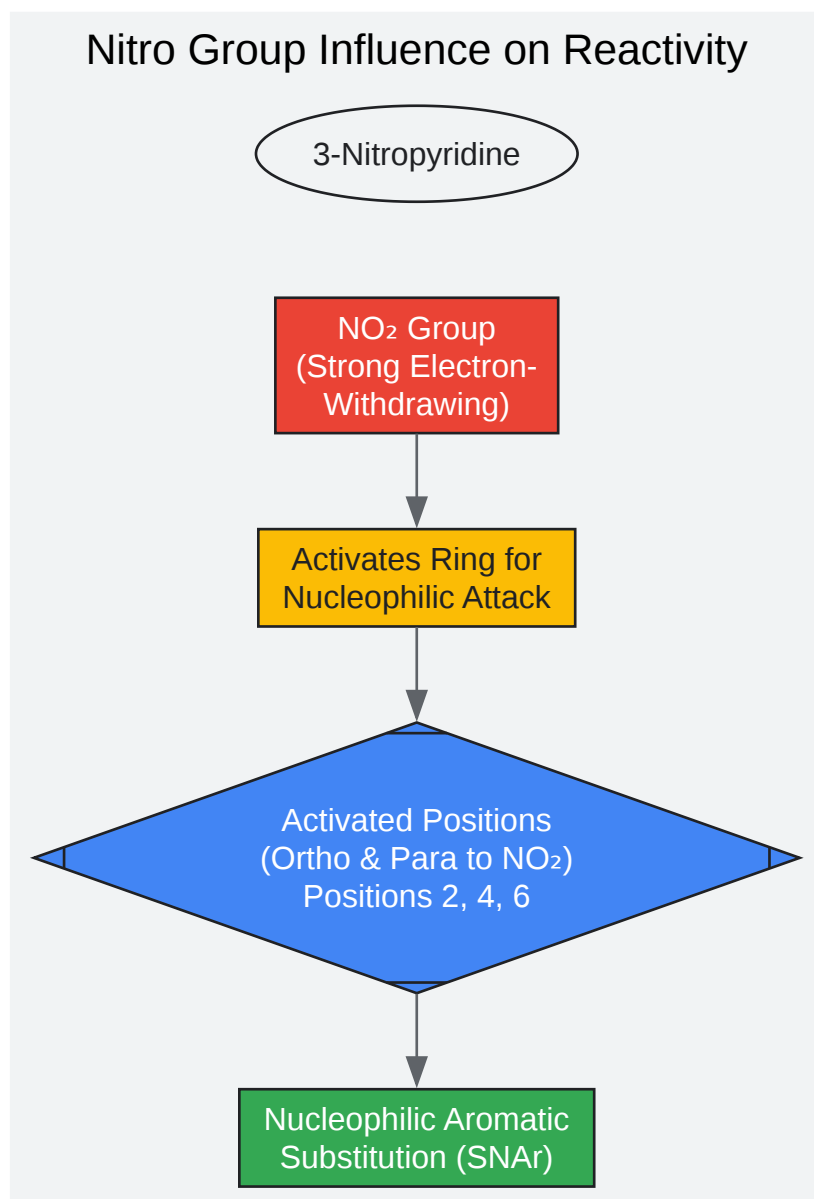 Nitro Group Influence on Reactivity
3-Nitropyridine
NO₂ Group
(Strong Electron-
Withdrawing)
Activates Ring for
Nucleophilic Attack
Activated Positions
(Ortho & Para to NO₂)
Positions 2, 4, 6
Nucleophilic Aromatic
Substitution (SNAr)